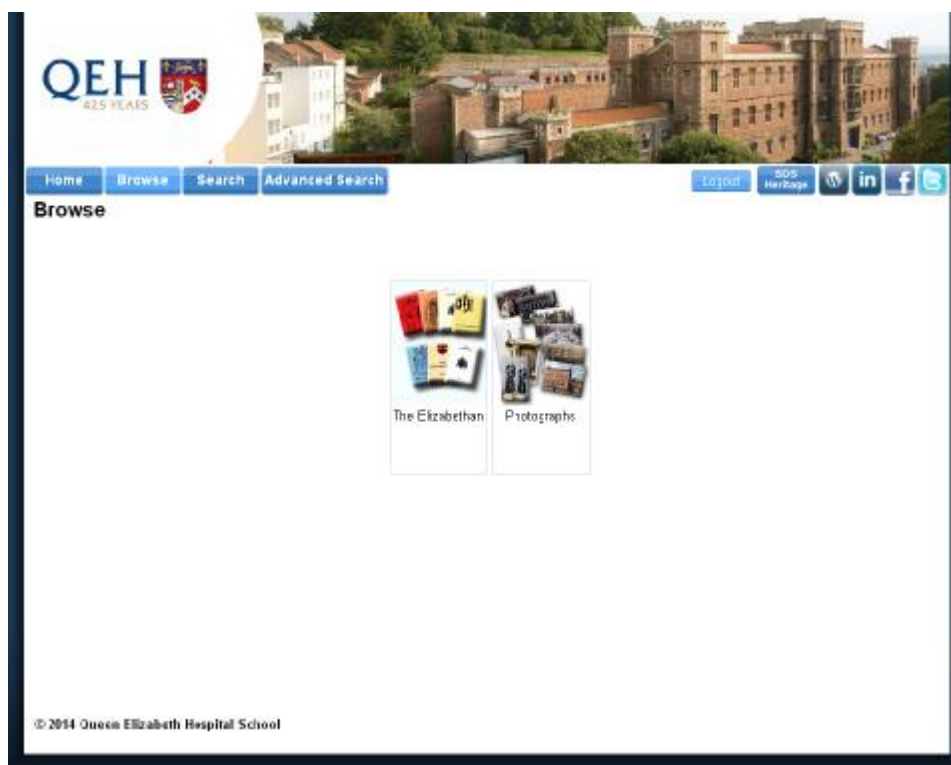 QEH
425 YEARS
Home Browse Search Advanced Search Logout SDS Heritage in f
Browse
The Elizabethan Photographs
© 2014 Queen Elizabeth Hospital School